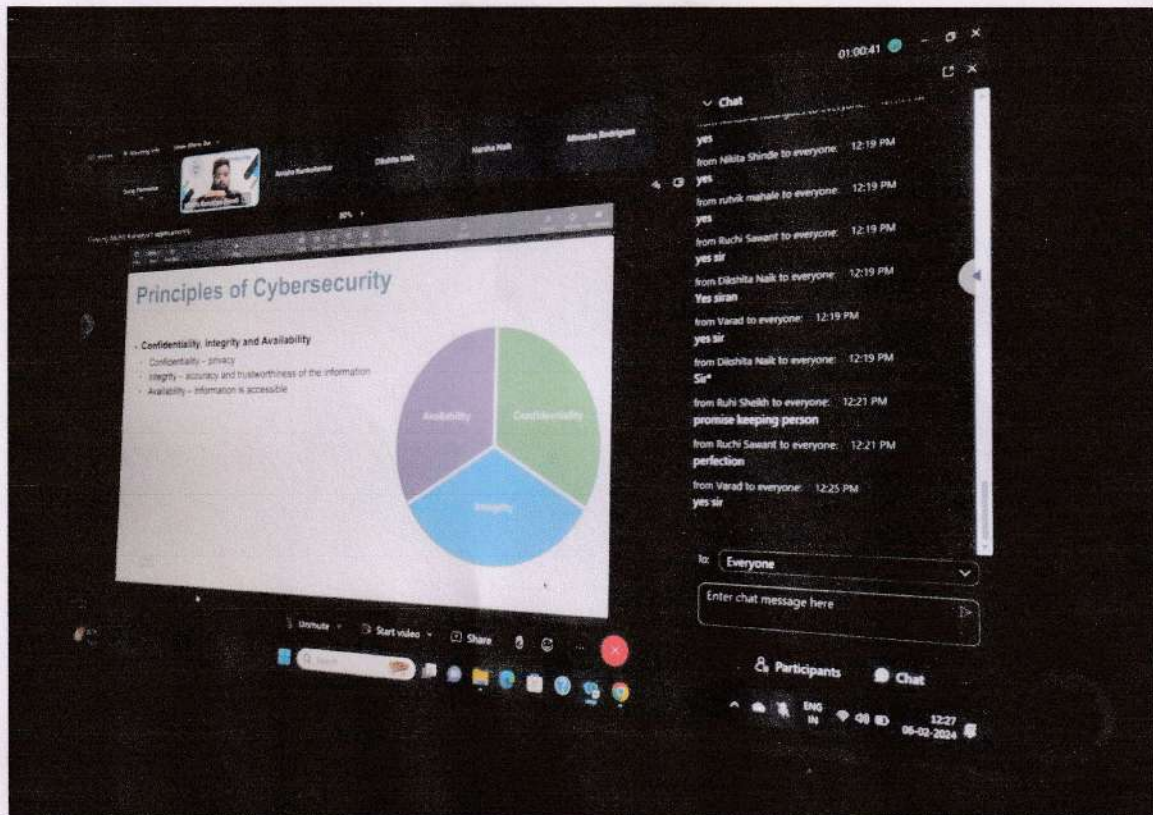 01:00:41
Chat
yes
from Nikita Shinde to everyone: 12:19 PM
yes
from rutvik mahale to everyone: 12:19 PM
yes
from Ruchi Sawant to everyone: 12:19 PM
yes sir
from Dikshita Naik to everyone: 12:19 PM
Yes siran
from Varad to everyone: 12:19 PM
yes sir
from Dikshita Naik to everyone: 12:19 PM
Sir*
from Ruhi Sheikh to everyone: 12:21 PM
promise keeping person
from Ruchi Sawant to everyone: 12:21 PM
perfection
from Varad to everyone: 12:25 PM
yes sir
To: Everyone
Enter chat message here
Participants Chat
Dikshita Naik
Harsha Naik
Minosha Rodrigues
80%
Principles of Cybersecurity
- Confidentiality, Integrity and Availability
Confidentiality – privacy
Integrity – accuracy and trustworthiness of the information
Availability – information is accessible
Availability
Confidentiality
Integrity
Unmute Start video Share
Search
ENG
IN
12:27
06-02-2024